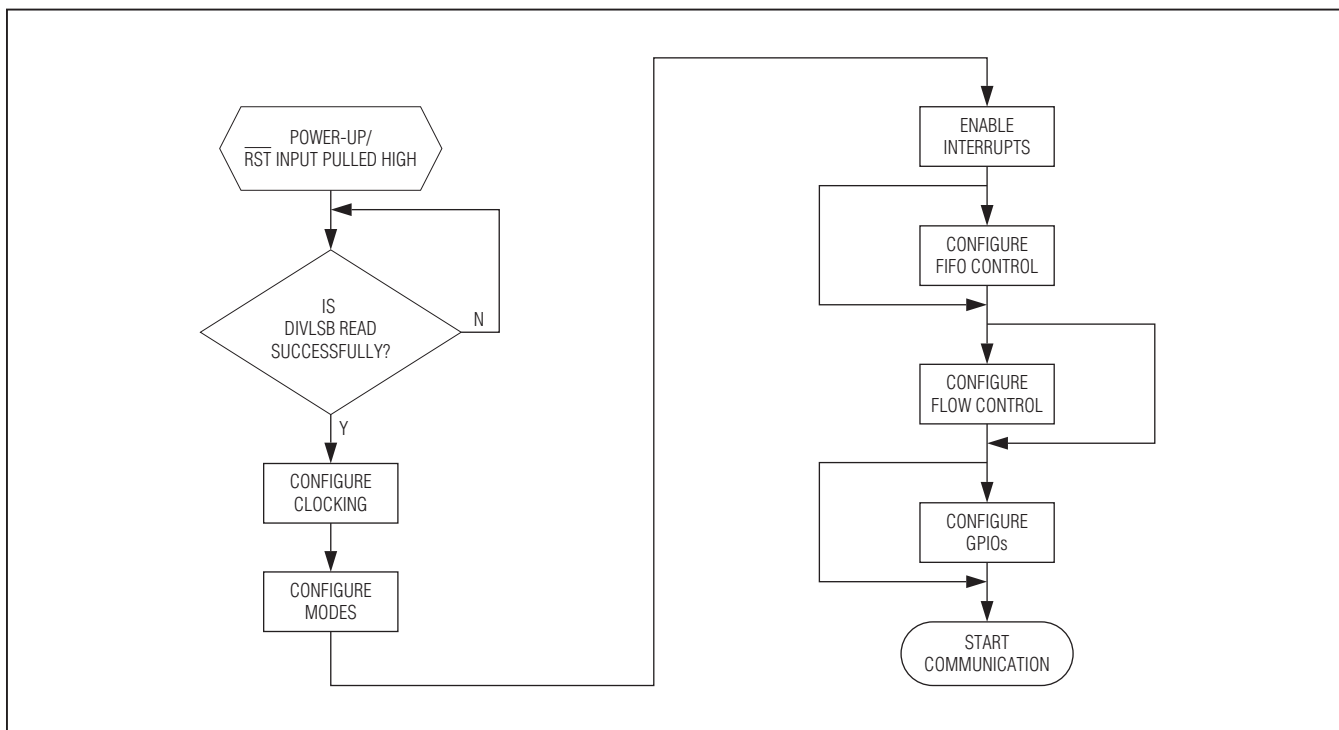 POWER-UP/
RST INPUT PULLED HIGH
IS
DIVLSB READ
SUCCESSFULLY?
N
Y
CONFIGURE
CLOCKING
CONFIGURE
MODES
ENABLE
INTERRUPTS
CONFIGURE
FIFO CONTROL
CONFIGURE
FLOW CONTROL
CONFIGURE
GPIOs
START
COMMUNICATION